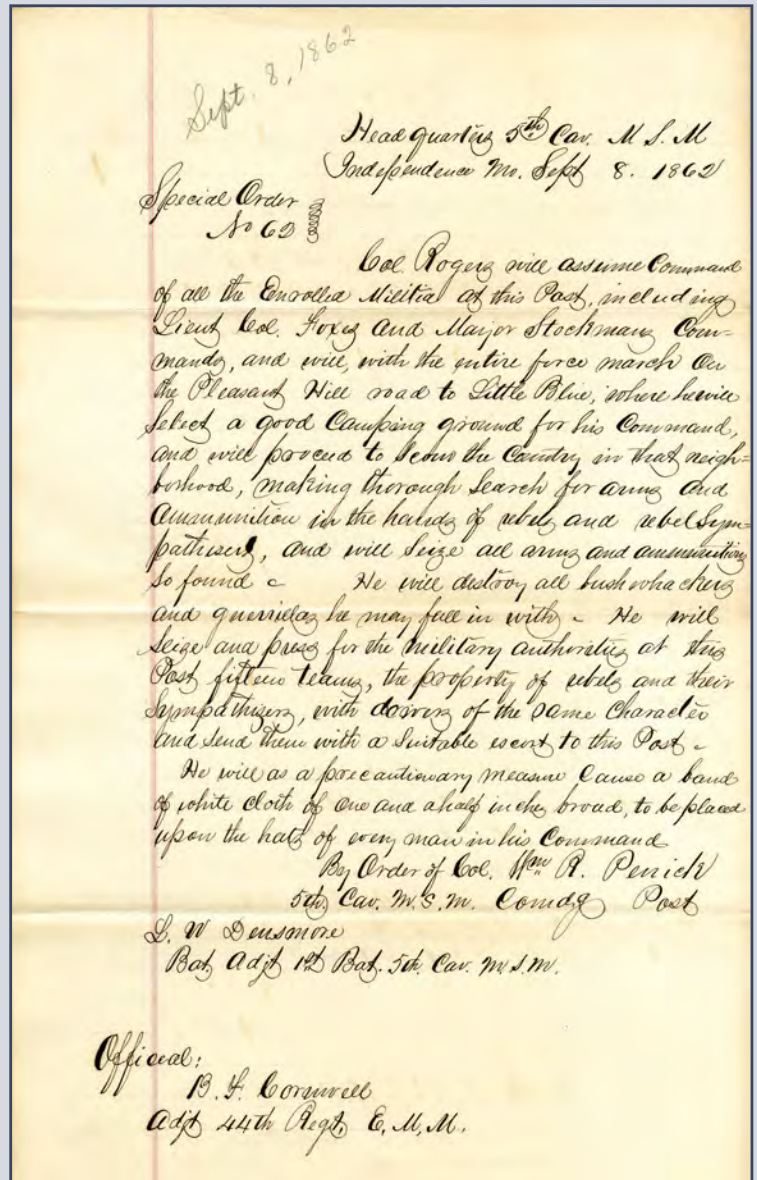 Sept. 8, 1862
Headquarters 5th Cav. M. S. M
Independence Mo. Sept 8. 1862
Special Order
No 62
Col. Rogers will assume Command
of all the Enrolled Militia at this Post, including
Lieut Col. Foxes and Major Stockmans Com=
mands, and will, with the entire force march On
the Pleasant Hill road to Little Blue, where he will
Select a good Camping ground for his Command,
and will proceed to Scour the Country in that neigh=
borhood, making thorough Search for arms and
Ammunition in the hands of rebels and rebel Sym=
pathisers, and will Seize all arms and ammunition
So found - He will destroy all bushwhackers
and guerrillas he may fall in with - He will
Seize and press for the military authorities at this
Post fifteen teams, the property of rebels and their
Sympathizers, with drivers of the Same Character
and Send them with a Suitable escort to this Post -
He will as a precautionary measure Cause a band
of white cloth of one and a half inches broad, to be placed
upon the hats of every man in his Command
By Order of Col. Wm R. Penick
5th Cav. M. S. M. Comdg Post
L. W Densmore
Bat. Adjt 1st Bat. 5th Cav. M. S. M.
Official:
B. F. Cornwell
Adjt 44th Regt. E. M. M.